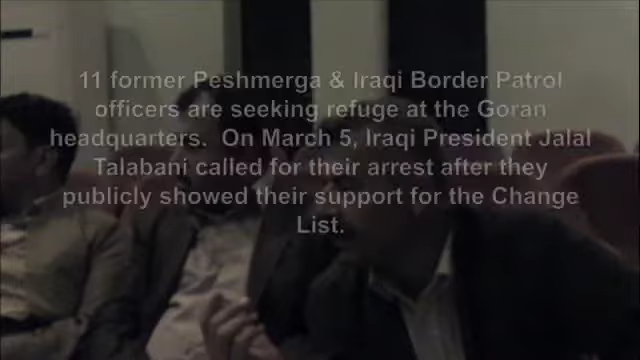 11 former Peshmerga & Iraqi Border Patrol
officers are seeking refuge at the Goran
headquarters.  On March 5, Iraqi President Jalal
Talabani called for their arrest after they
publicly showed their support for the Change
List.